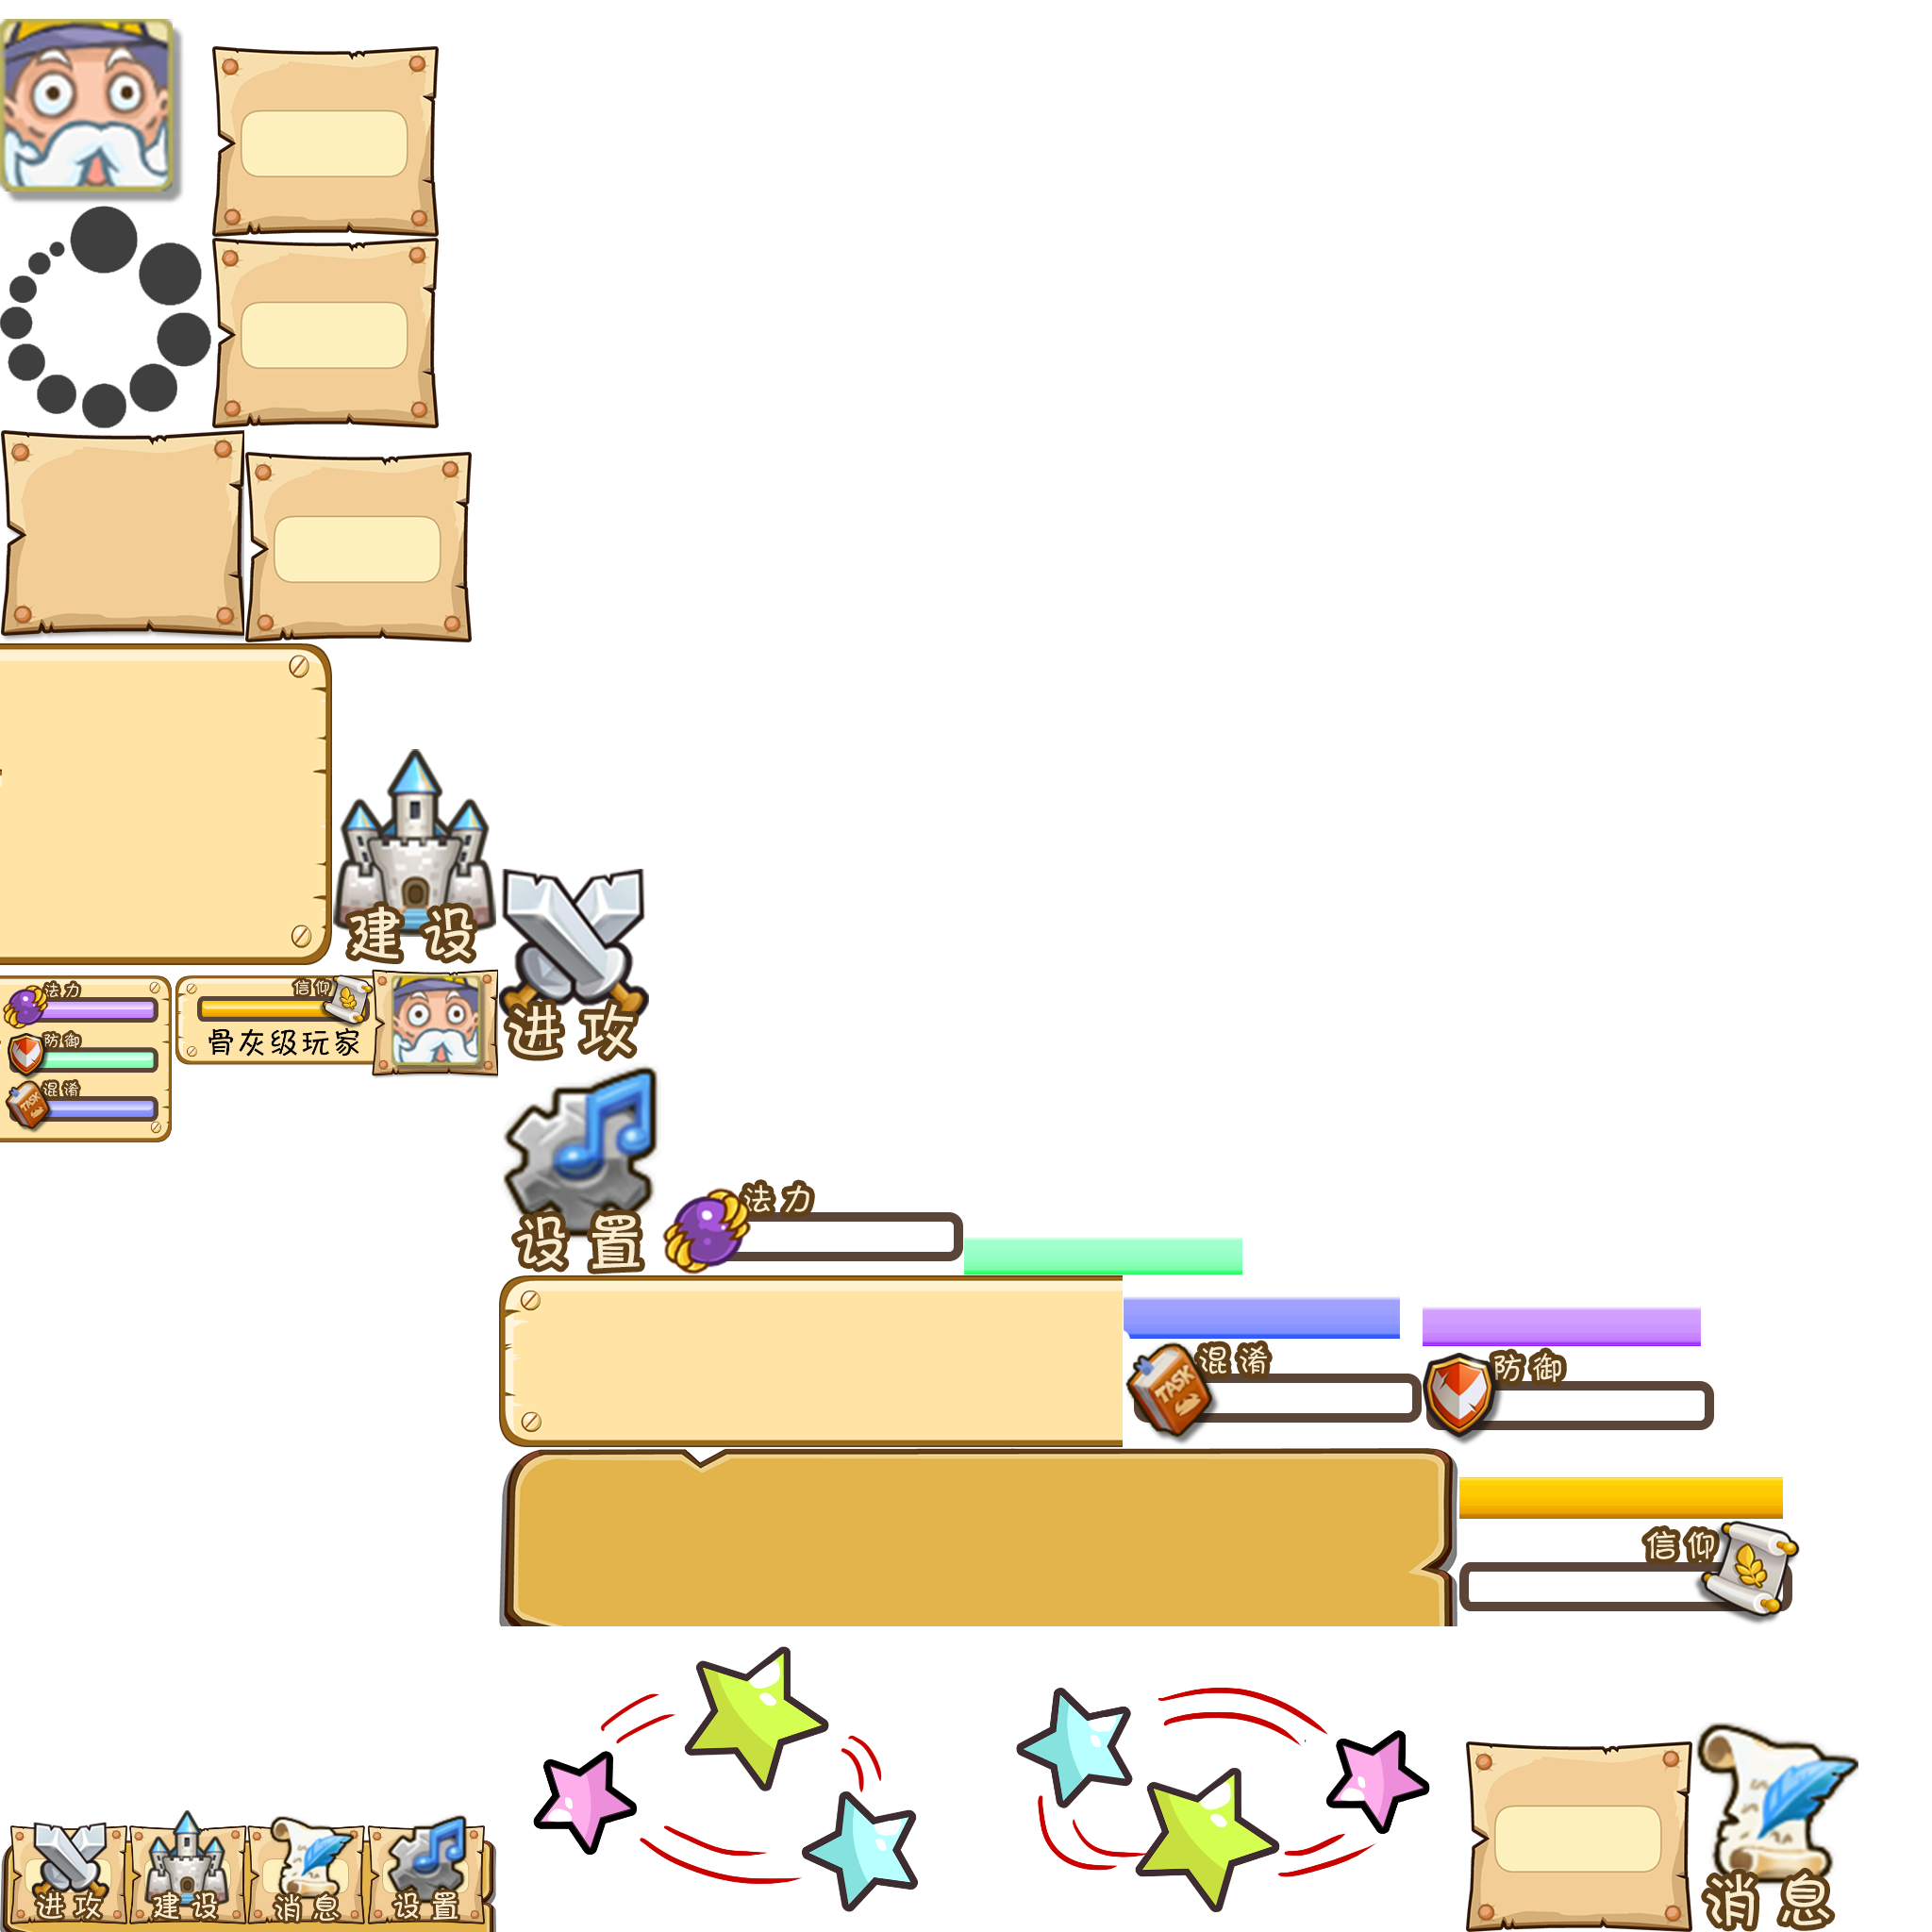 建设
进攻
法力
信仰
骨灰级玩家
防御
TASK
混淆
设置
法力
混淆
TASK
防御
信仰
进攻
建设
消息
设置
消息